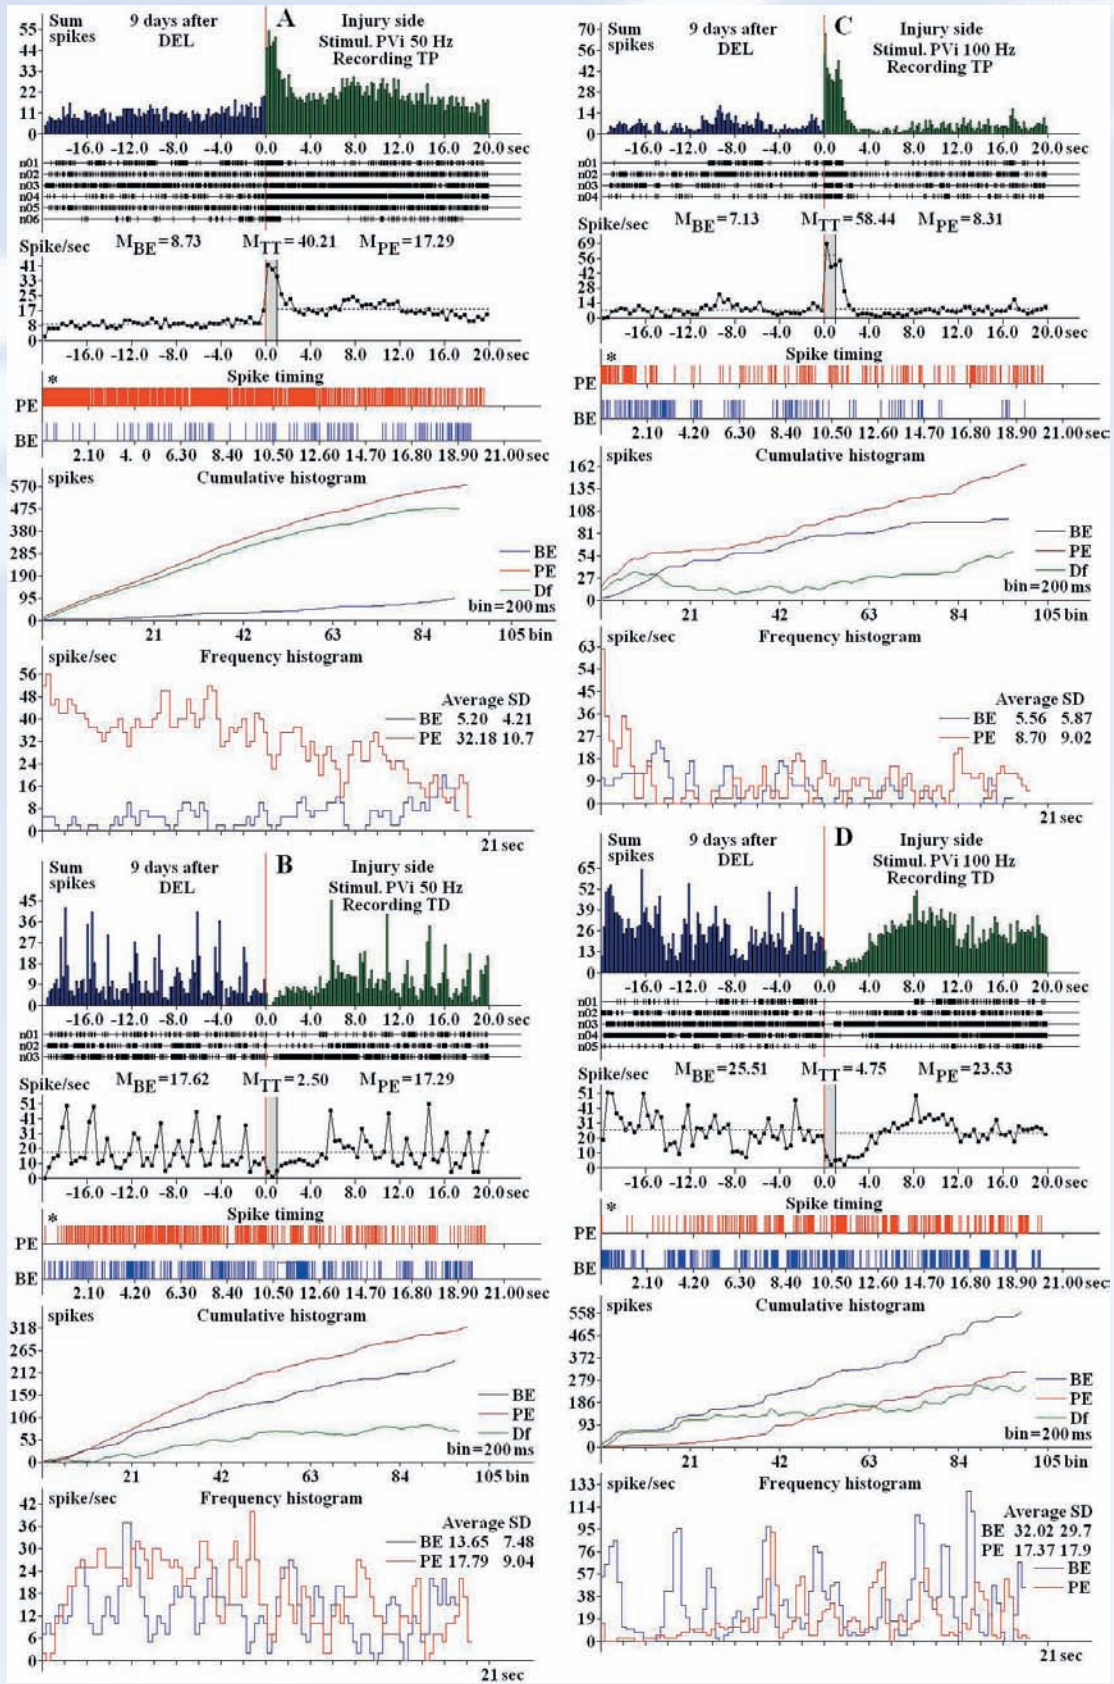 A
Sum spikes
9 days after DEL
Injury side
Stimul. PVi 50 Hz
Recording TP
55
44
33
22
11
0
-16.0 -12.0 -8.0 -4.0 0.0 4.0 8.0 12.0 16.0 20.0 sec
n01
n02
n03
n04
n05
n06
Spike/sec
MBE=8.73 MTT=40.21 MPE=17.29
41
33
25
17
8
0
-16.0 -12.0 -8.0 -4.0 0.0 4.0 8.0 12.0 16.0 20.0 sec
* Spike timing
PE
BE
2.10 4. 0 6.30 8.40 10.50 12.60 14.70 16.80 18.90 21.00 sec
spikes Cumulative histogram
570
475
380
285
190
95
0
BE
PE
Df
bin=200 ms
21 42 63 84 105 bin
spike/sec Frequency histogram
56
48
40
32
24
16
8
0
Average SD
BE 5.20 4.21
PE 32.18 10.7
21 sec
B
Sum spikes
9 days after DEL
Injury side
Stimul. PVi 50 Hz
Recording TD
45
36
27
18
9
0
-16.0 -12.0 -8.0 -4.0 0.0 4.0 8.0 12.0 16.0 20.0 sec
n01
n02
n03
Spike/sec
MBE=17.62 MTT=2.50 MPE=17.29
51
41
31
20
10
0
-16.0 -12.0 -8.0 -4.0 0.0 4.0 8.0 12.0 16.0 20.0 sec
* Spike timing
PE
BE
2.10 4.20 6.30 8.40 10.50 12.60 14.70 16.80 18.90 21.00 sec
spikes Cumulative histogram
318
265
212
159
106
53
0
BE
PE
Df
bin=200 ms
21 42 63 84 105 bin
spike/sec Frequency histogram
42
36
30
24
18
12
6
0
Average SD
BE 13.65 7.48
PE 17.79 9.04
21 sec
C
Sum spikes
9 days after DEL
Injury side
Stimul. PVi 100 Hz
Recording TP
70
56
42
28
14
0
-16.0 -12.0 -8.0 -4.0 0.0 4.0 8.0 12.0 16.0 20.0 sec
n01
n02
n03
n04
Spike/sec
MBE=7.13 MTT=58.44 MPE=8.31
69
56
42
28
14
0
-16.0 -12.0 -8.0 -4.0 0.0 4.0 8.0 12.0 16.0 20.0 sec
* Spike timing
PE
BE
2.10 4.20 6.30 8.40 10.50 12.60 14.70 16.80 18.90 21.00 sec
spikes Cumulative histogram
162
135
108
81
54
27
0
BE
PE
Df
bin=200 ms
21 42 63 84 105 bin
spike/sec Frequency histogram
63
54
45
36
27
18
9
0
Average SD
BE 5.56 5.87
PE 8.70 9.02
21 sec
D
Sum spikes
9 days after DEL
Injury side
Stimul. PVi 100 Hz
Recording TD
65
52
39
26
13
0
-16.0 -12.0 -8.0 -4.0 0.0 4.0 8.0 12.0 16.0 20.0 sec
n01
n02
n03
n04
n05
Spike/sec
MBE=25.51 MTT=4.75 MPE=23.53
51
41
31
21
10
0
-16.0 -12.0 -8.0 -4.0 0.0 4.0 8.0 12.0 16.0 20.0 sec
* Spike timing
PE
BE
2.10 4.20 6.30 8.40 10.50 12.60 14.70 16.80 18.90 21.00 sec
spikes Cumulative histogram
558
465
372
279
186
93
0
BE
PE
Df
bin=200 ms
21 42 63 84 105 bin
spike/sec Frequency histogram
133
114
95
76
57
38
19
0
Average SD
BE 32.02 29.7
PE 17.37 17.9
BE
PE
21 sec